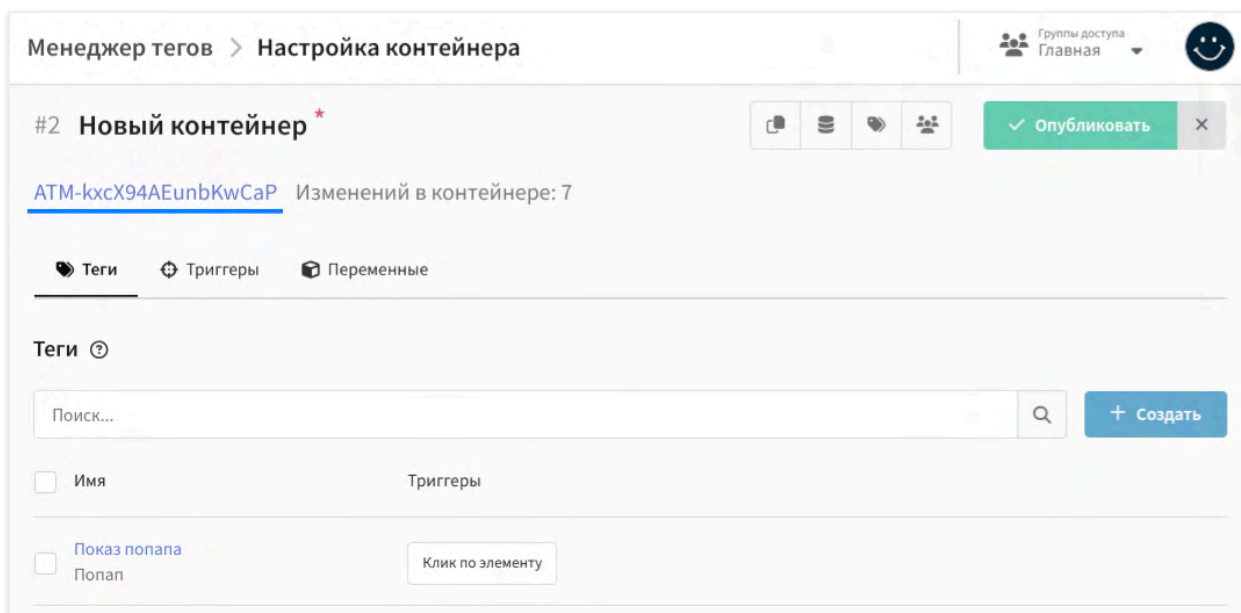 Менеджер тегов > Настройка контейнера
Группы доступа
Главная
#2 Новый контейнер *
Опубликовать
ATM-kxcX94AEunbKwCaP Изменений в контейнере: 7
Теги Триггеры Переменные
Теги
Поиск...
+ Создать
Имя Триггеры
Показ попапа
Попап
Клик по элементу